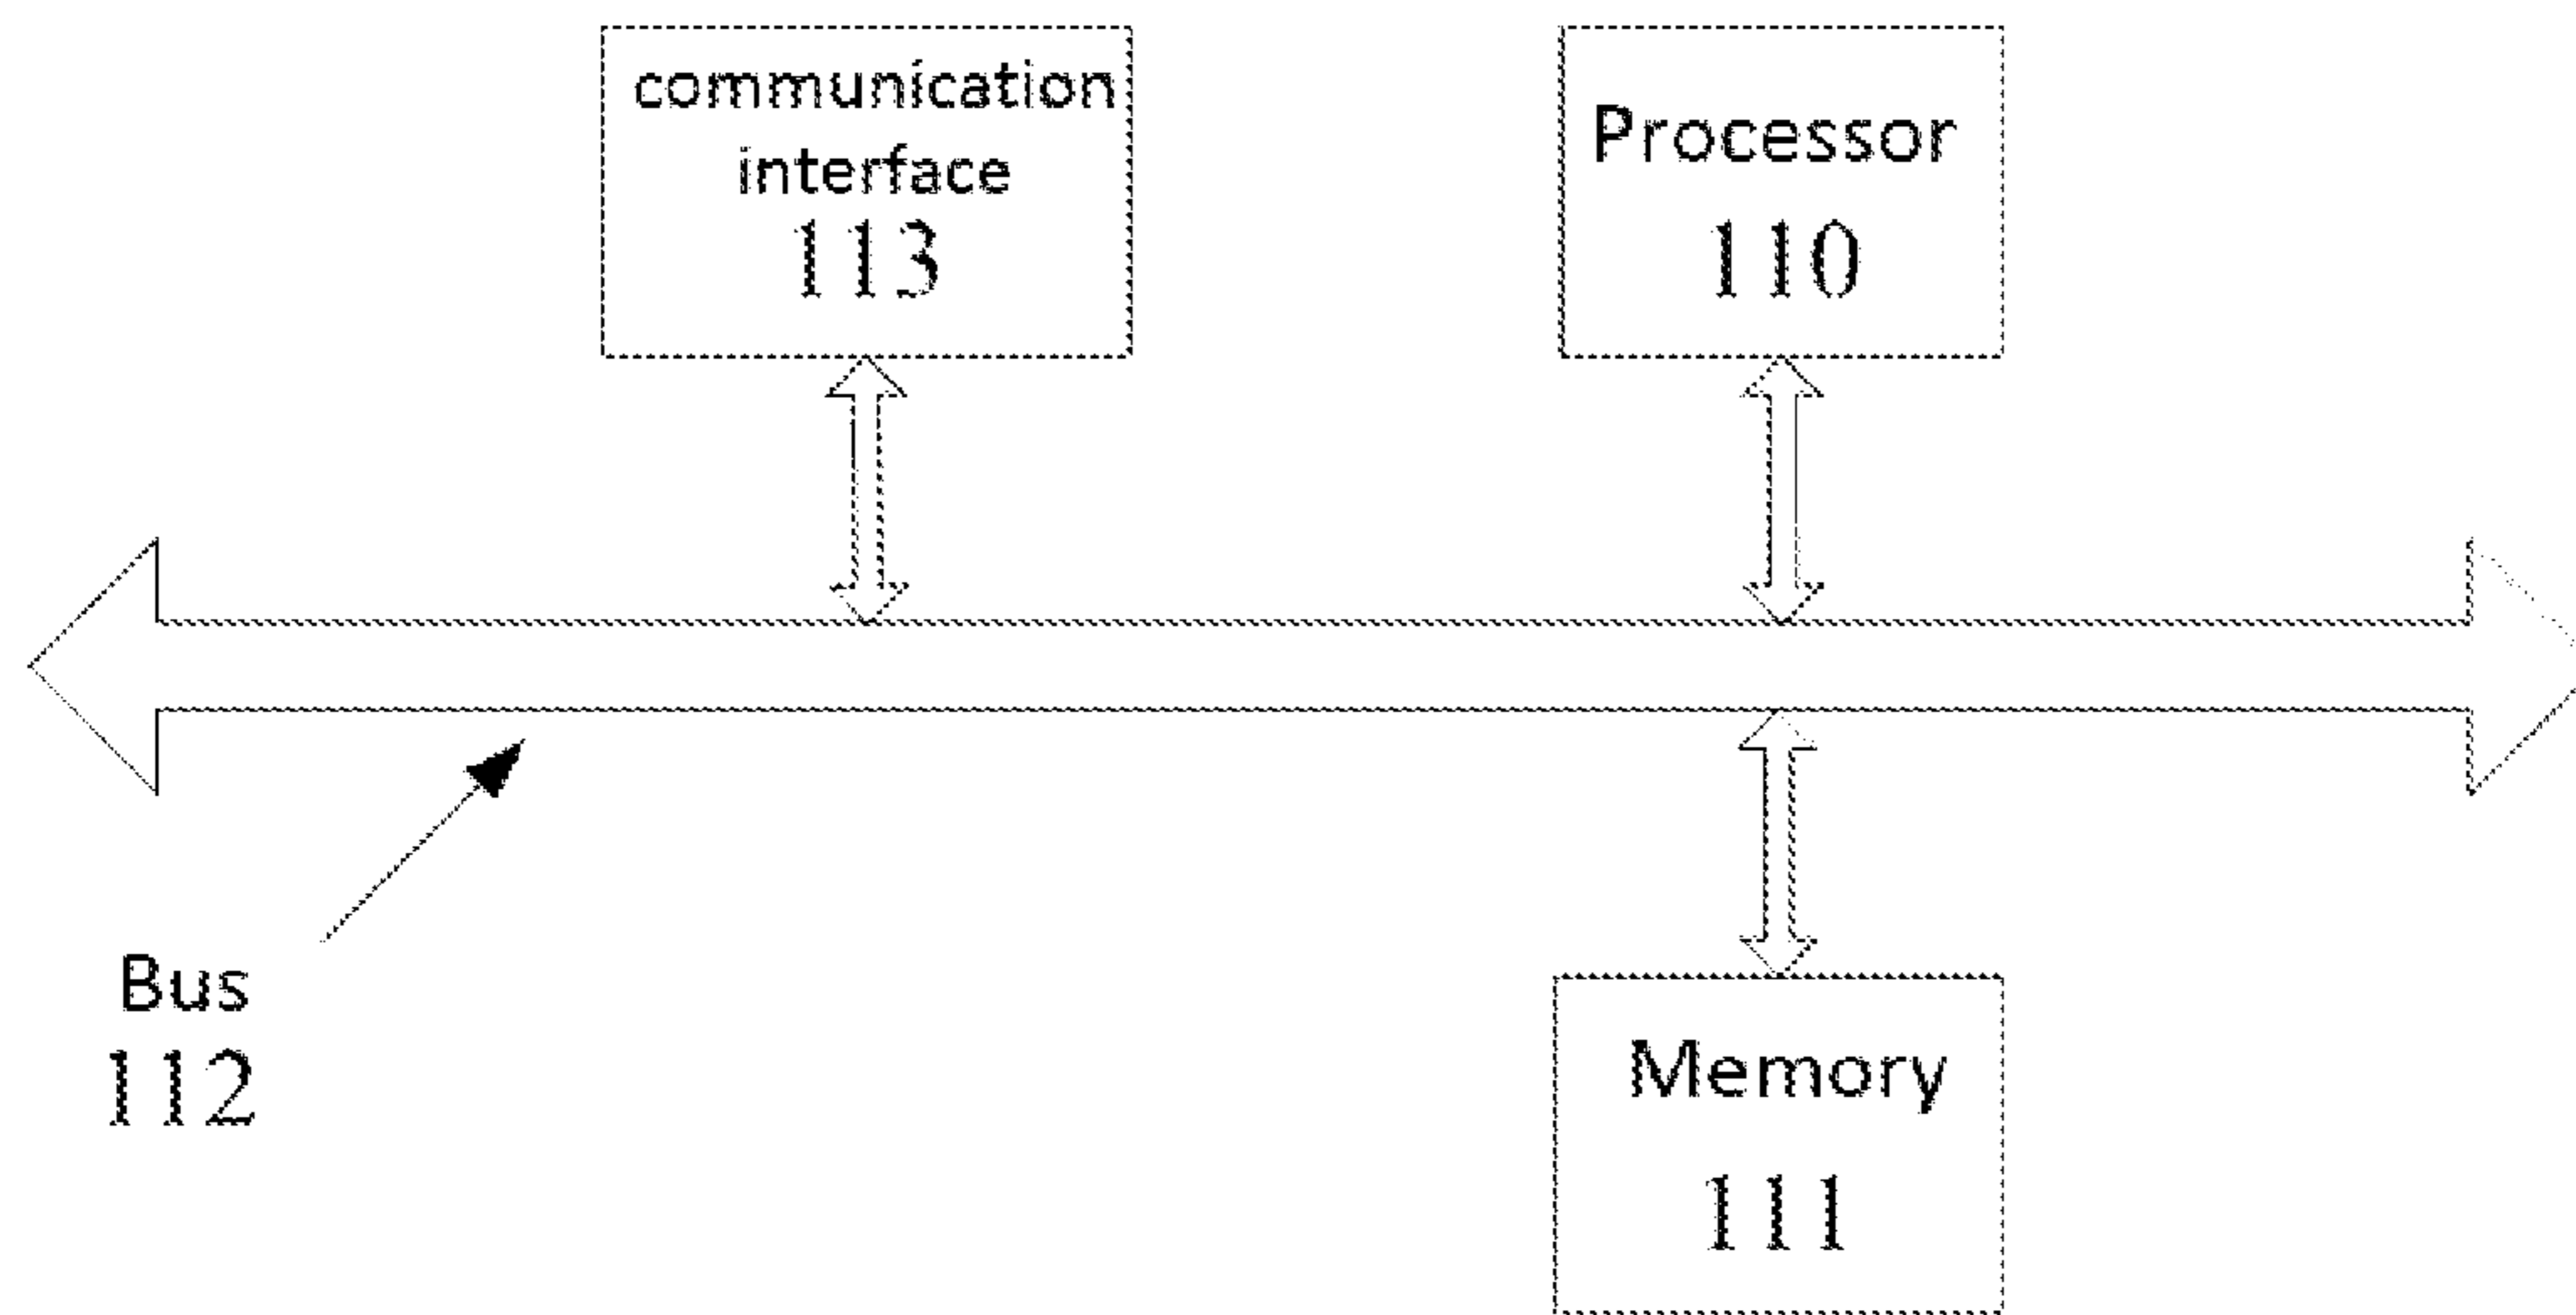 communication
interface
113
Processor
110
Bus
112
Memory
111